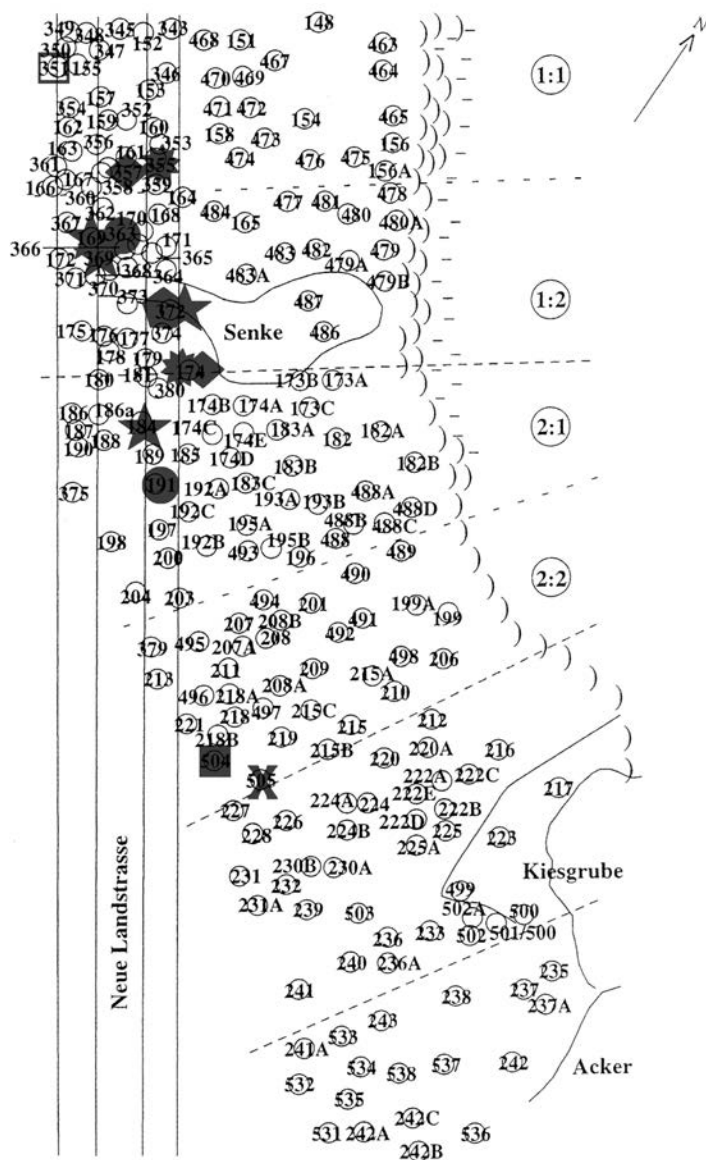 349 348 345 343 148
350 347 152 468 151 463
351 155 467
346 470 469 464 1:1
157 153
354 352 471 472 465
162 159 160 154
163 356 353 158 473 156
161 355 474 476 475
361 357 156A
166 167 358 359 164 477 481 478
360 362 168 484 480
367 170 165 480A
169 363 171 483 482 479
366
172 369 365 479A
371 368 364 483A 479B
370 1:2
373 372 487
175 176 374 Senke 486
177
178 179 174
180 181 173B 173A
380
186 186a 174B 174A 173C
187 184 174C 183A 182A 2:1
190 188 174E 182
189 185 174D 183B 182B
375 191 192A 183C 488A
193A 193B 488D
192C
197 195A 488B 488C
198 192B 195B 488
200 493 196 489
490 2:2
204 203 494 201 199A
207 208B 491 199
495 208 492
379 207A 498 206
211 209 215A
213 208A 210
496 218A
497 215C
221 218 215 212
218B 219 215B 220A 216
504 220
505 222A 222C 217
224A 224 222E
227 226 222D 222B
228 224B 225 223
225A
230B 230A Kiesgrube
231 232 499
231A 239 503 502A 500
236 233 502 501/500
240 236A 235
241 238 237
237A
243
241A 533
534 538 537 242 Acker
532
535
242C
531 242A 536
242B
Neue Landstrasse
N